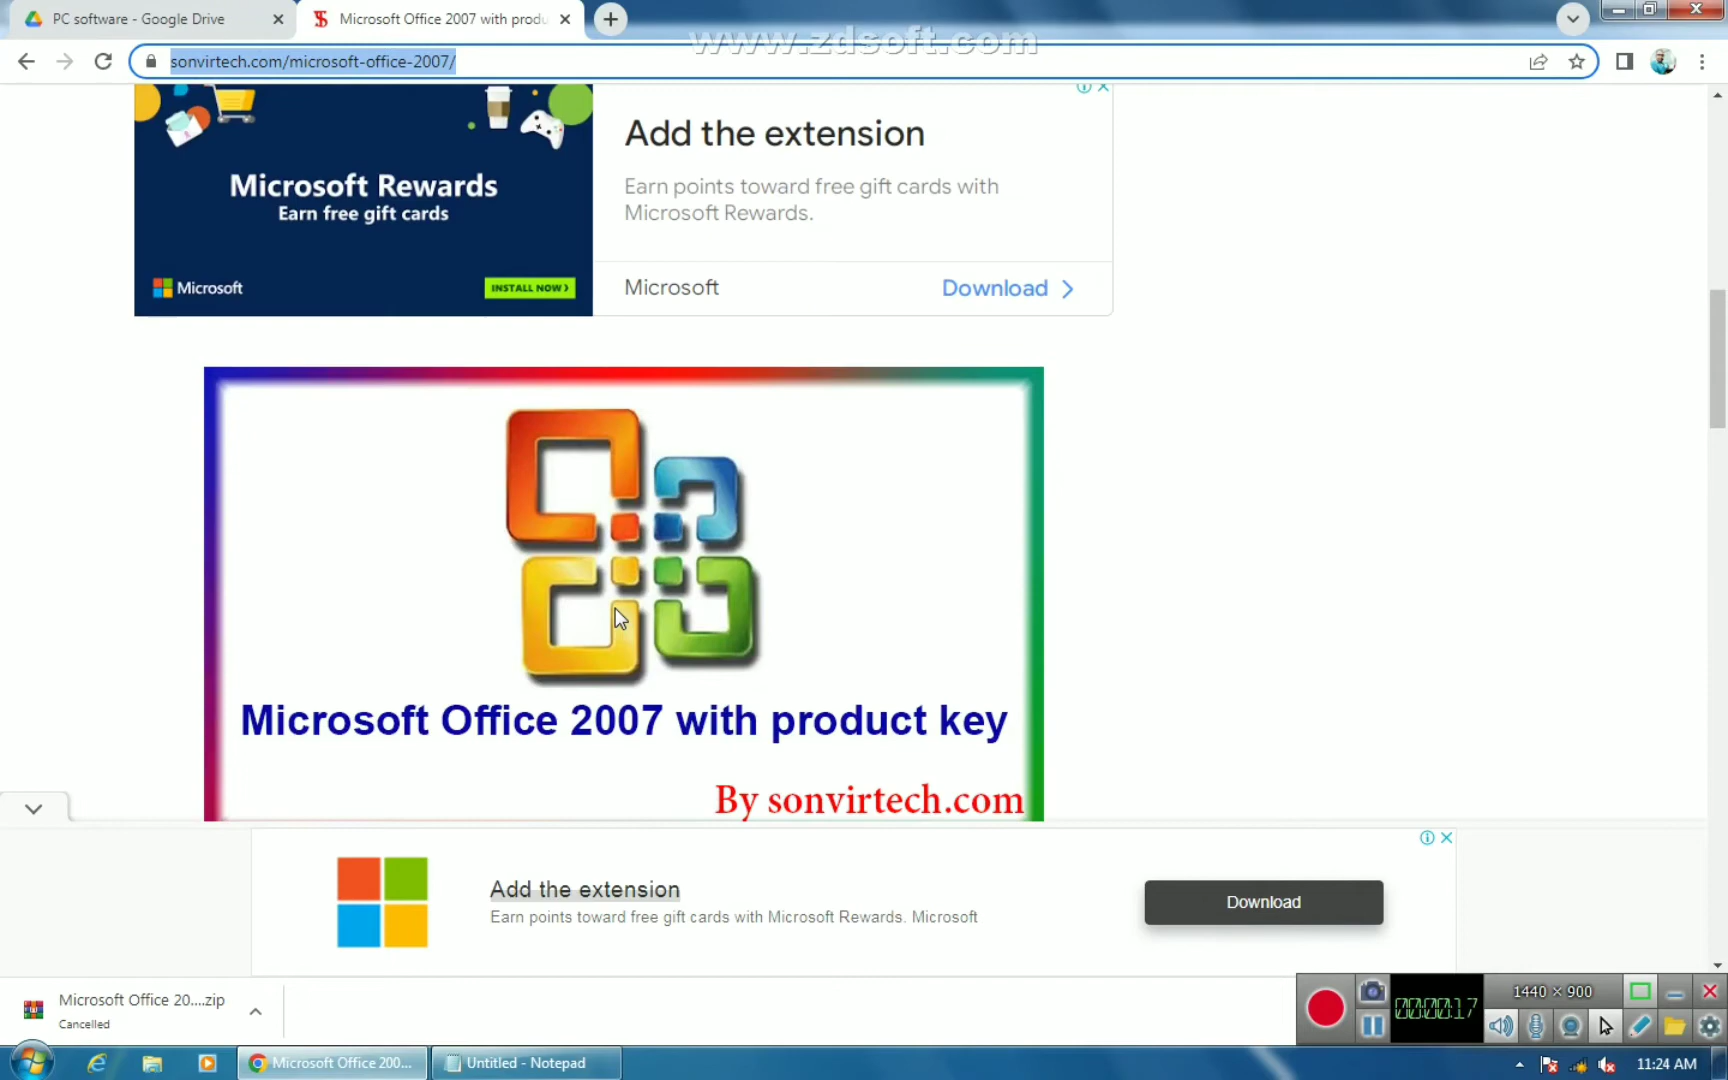 PC software - Google Drive
Microsoft Office 2007 with produ
www.zdsoft.com
sonvirtech.com/microsoft-office-2007/
Microsoft Rewards
Earn free gift cards
Microsoft
INSTALL NOW >
Add the extension
Earn points toward free gift cards with
Microsoft Rewards.
Microsoft
Download
Microsoft Office 2007 with product key
By sonvirtech.com
Add the extension
Earn points toward free gift cards with Microsoft Rewards. Microsoft
Download
Microsoft Office 20....zip
Cancelled
00:00:17
1440 × 900
Microsoft Office 200...
Untitled - Notepad
11:24 AM